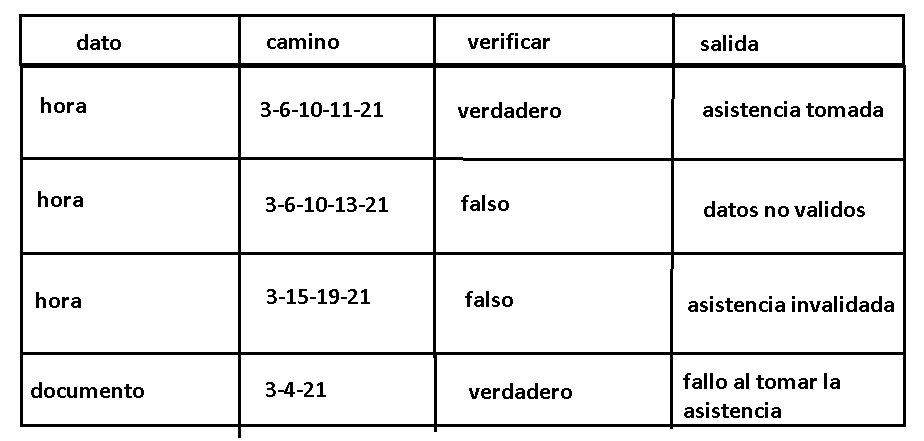 dato camino verificar salida
hora 3-6-10-11-21 verdadero asistencia tomada
hora 3-6-10-13-21 falso datos no validos
hora 3-15-19-21 falso asistencia invalidada
documento 3-4-21 verdadero fallo al tomar la
asistencia